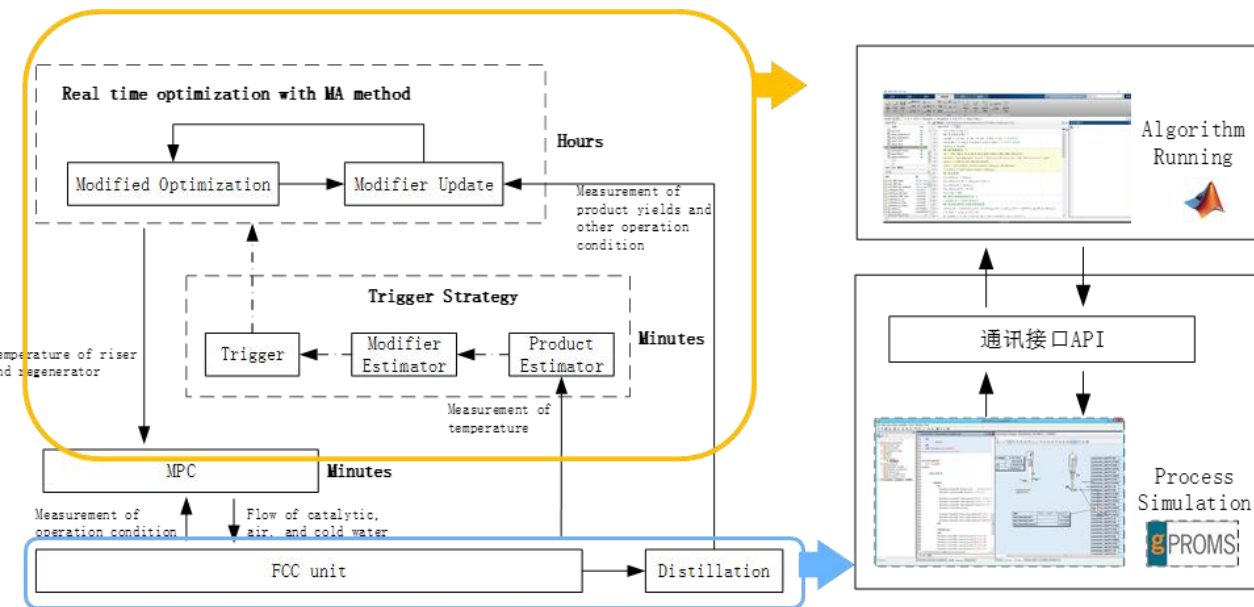 Real time optimization with MA method
Hours
Modified Optimization
Modifier Update
Measurement of
product yields and
other operation
condition
Trigger Strategy
Minutes
Trigger
Modifier
Estimator
Product
Estimator
emperature of riser
nd regenerator
Measurement of
temperature
MPC
Minutes
Measurement of
operation condition
Flow of catalytic,
air, and cold water
FCC unit
Distillation
Algorithm
Running
通讯接口API
Process
Simulation
gPROMS